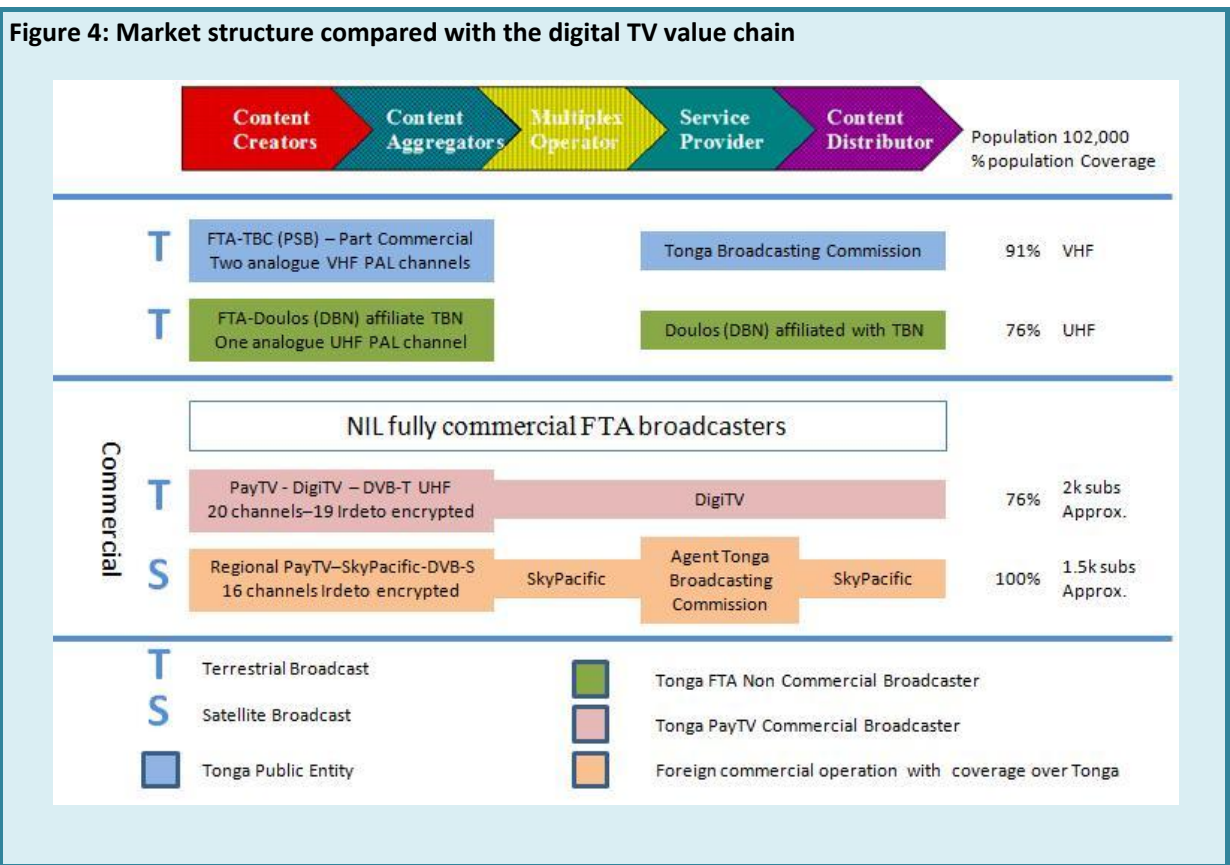 Figure 4: Market structure compared with the digital TV value chain
Content
Creators
Content
Aggregators
Multiplex
Operator
Service
Provider
Content
Distributor
Population 102,000
% population Coverage
T
FTA-TBC (PSB) – Part Commercial
Two analogue VHF PAL channels
Tonga Broadcasting Commission
91% VHF
T
FTA-Doulos (DBN) affiliate TBN
One analogue UHF PAL channel
Doulos (DBN) affiliated with TBN
76% UHF
Commercial
NIL fully commercial FTA broadcasters
T
PayTV - DigiTV – DVB-T UHF
20 channels–19 Irdeto encrypted
DigiTV
76%
2k subs
Approx.
S
Regional PayTV–SkyPacific-DVB-S
16 channels Irdeto encrypted
SkyPacific
Agent Tonga
Broadcasting
Commission
SkyPacific
100%
1.5k subs
Approx.
T Terrestrial Broadcast
S Satellite Broadcast
Tonga Public Entity
Tonga FTA Non Commercial Broadcaster
Tonga PayTV Commercial Broadcaster
Foreign commercial operation with coverage over Tonga